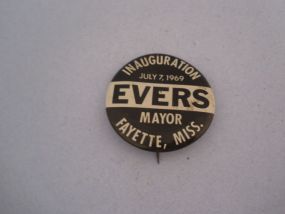 INAUGURATION
JULY 7, 1969
EVERS
MAYOR
FAYETTE, MISS.